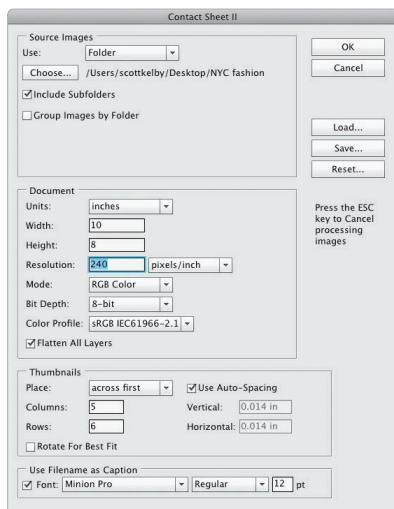 Contact Sheet II
Source Images
Use: Folder
Choose... /Users/scottkelby/Desktop/NYC fashion
Include Subfolders
Group Images by Folder
OK
Cancel
Load...
Save...
Reset...
Press the ESC
key to Cancel
processing
images
Document
Units: inches
Width: 10
Height: 8
Resolution: 240 pixels/inch
Mode: RGB Color
Bit Depth: 8-bit
Color Profile: sRGB IEC61966-2.1
Flatten All Layers
Thumbnails
Place: across first Use Auto-Spacing
Columns: 5 Vertical: 0.014 in
Rows: 6 Horizontal: 0.014 in
Rotate For Best Fit
Use Filename as Caption
Font: Minion Pro Regular 12 pt